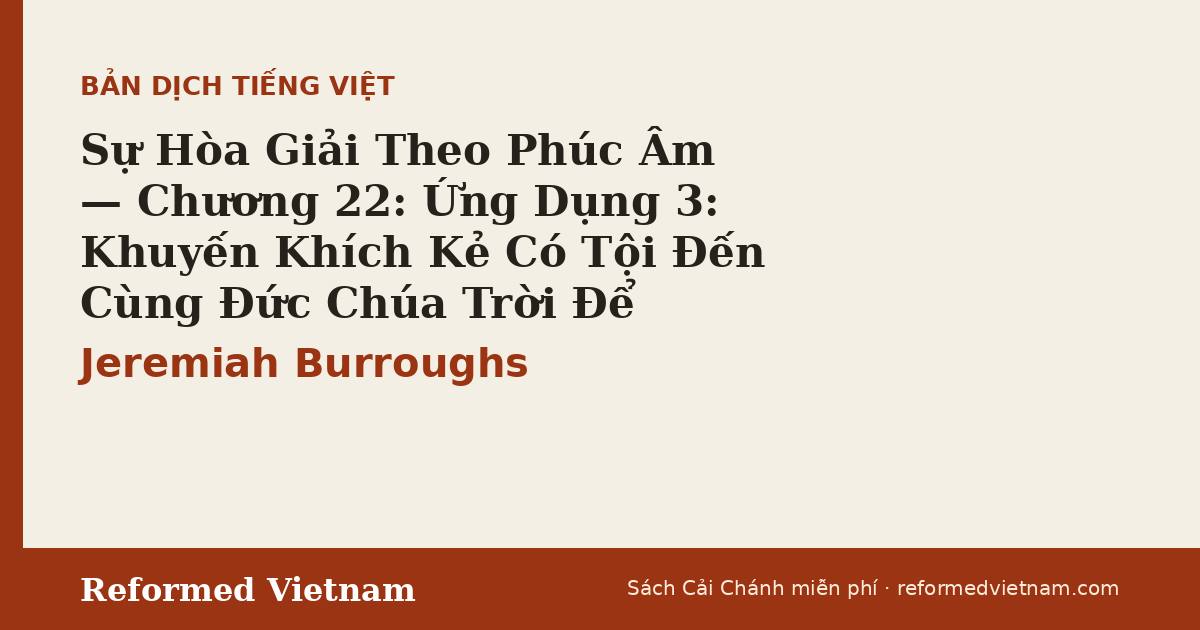 BẢN DỊCH TIẾNG VIỆT
Sự Hòa Giải Theo Phúc Âm
— Chương 22: Ứng Dụng 3:
Khuyến Khích Kẻ Có Tội Đến
Cùng Đức Chúa Trời Để
Jeremiah Burroughs
Reformed Vietnam
Sách Cải Chánh miễn phí · reformedvietnam.com